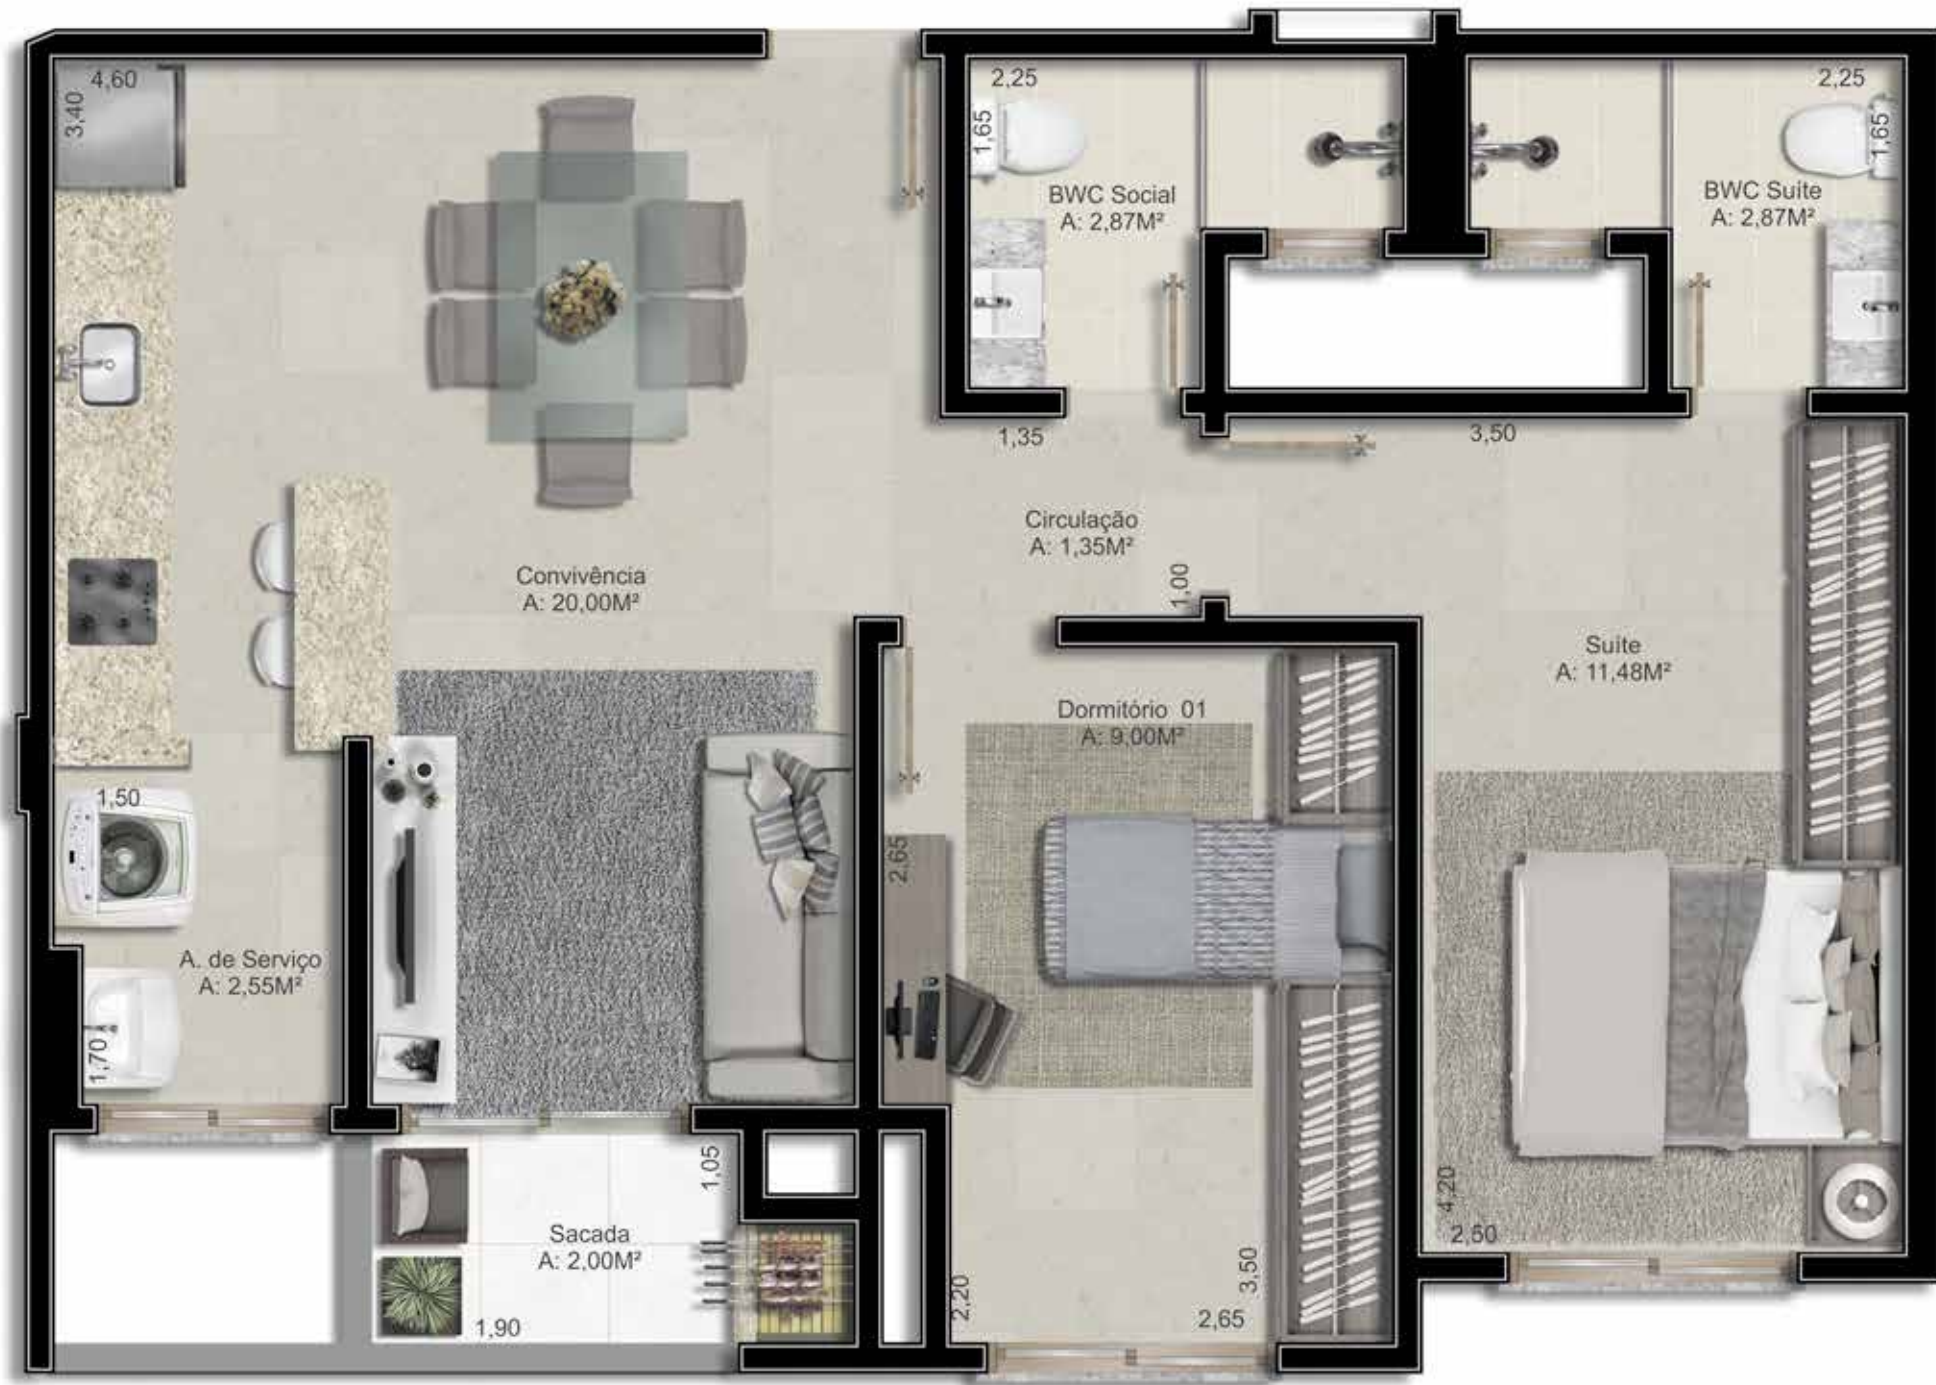 4,60
3,40
2,25
1,65
BWC Social
A: 2,87M²
2,25
1,65
BWC Suite
A: 2,87M²
1,35
3,50
Circulação
A: 1,35M²
1,00
Convivência
A: 20,00M²
Suite
A: 11,48M²
Dormitório 01
A: 9,00M²
1,50
2,65
A. de Serviço
A: 2,55M²
1,70
1,05
Sacada
A: 2,00M²
1,90
2,20
3,50
2,65
4,20
2,50